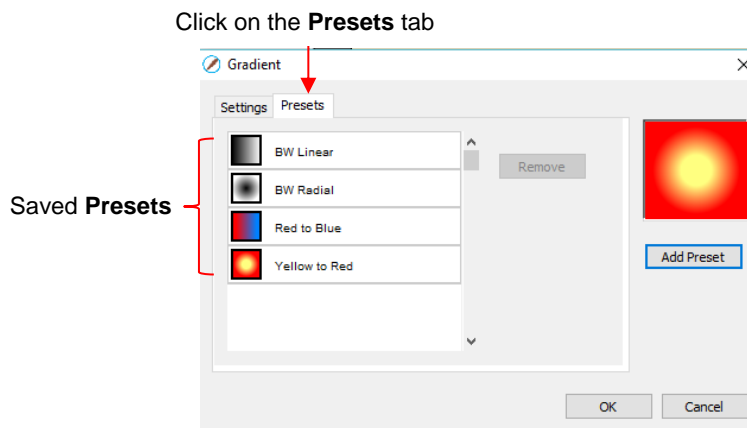 Click on the Presets tab
Gradient
Settings Presets
BW Linear
Remove
BW Radial
Saved Presets
Red to Blue
Yellow to Red
Add Preset
OK Cancel